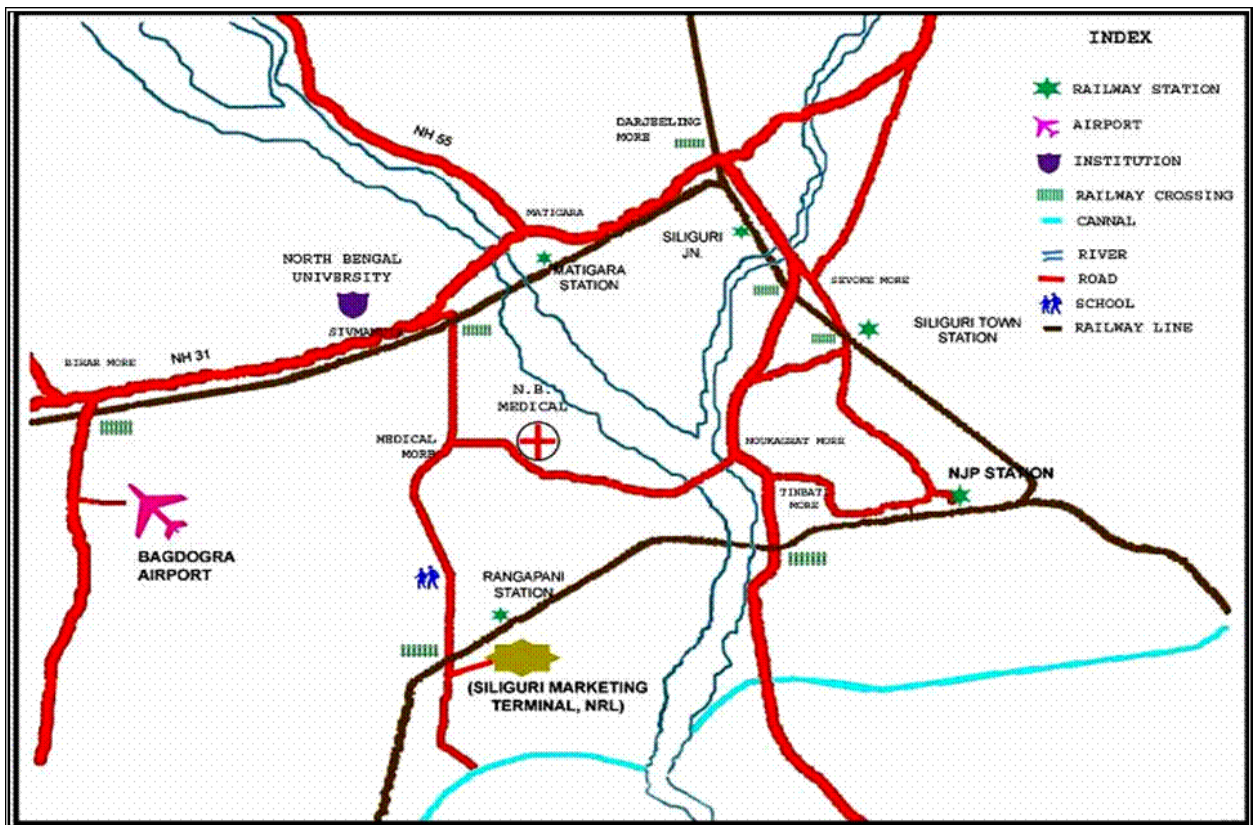 INDEX
RAILWAY STATION
AIRPORT
INSTITUTION
RAILWAY CROSSING
CANNAL
RIVER
ROAD
SCHOOL
RAILWAY LINE
NH 55
DARJEELING
MORE
MATIGARA
SILIGURI
JN.
NORTH BENGAL
UNIVERSITY
MATIGARA
STATION
SEVOKE MORE
SILIGURI TOWN
STATION
BIHAR MORE
NH 31
N.B.
MEDICAL
MEDICAL
MORE
NOUKAGHAT MORE
NJP STATION
MORE
BAGDOGRA
AIRPORT
RANGAPANI
STATION
(SILIGURI MARKETING
TERMINAL, NRL)